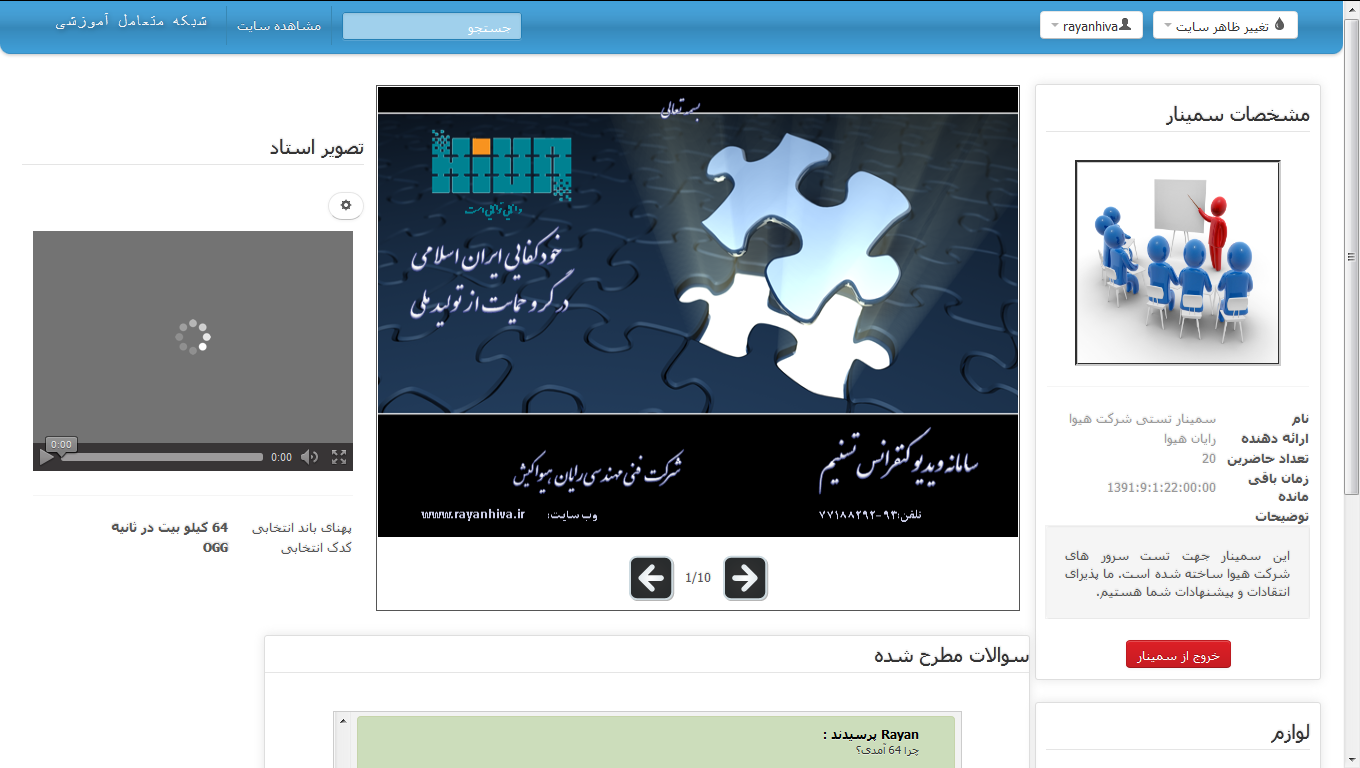 تغییر ظاهر سایت
rayanhiva
جستجو
مشاهده سایت
شبکه متعامل آموزشی
مشخصات سمینار
نام
سمینار تستی شرکت هیوا
ارائه دهنده
رایان هیوا
تعداد حاضرین
20
زمان باقی
مانده
1391:9:1:22:00:00
توضیحات
این سمینار جهت تست سرور های
شرکت هیوا ساخته شده است. ما پذیرای
انتقادات و پیشنهادات شما هستیم.
خروج از سمینار
لوازم
بسمه تعالی
HIVA
دانایی توانایی است
خودکفایی ایران اسلامی
در گرو حمایت از تولید ملی
سامانه ویدیو کنفرانس تسنیم
شرکت فنی مهندسی رایان هیوا کیش
تلفن:۹۳-۷۷۱۸۸۲۹۲
وب سایت: www.rayanhiva.ir
1/10
تصویر استاد
0:00
0:00
پهنای باند انتخابی
64 کیلو بیت در ثانیه
کدک انتخابی
OGG
سوالات مطرح شده
Rayan پرسیدند :
چرا 64 آمدی؟